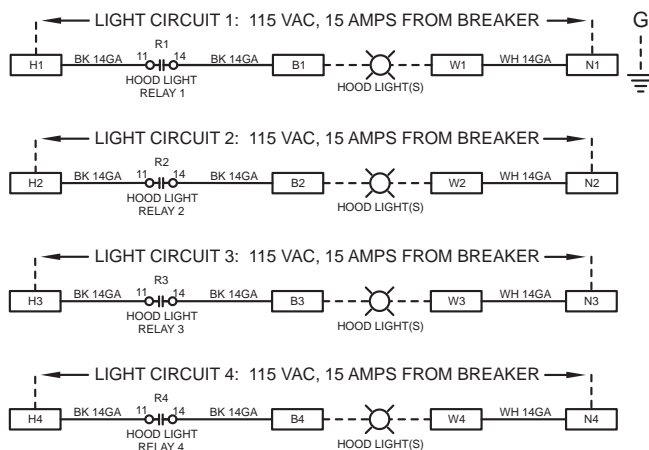 LIGHT CIRCUIT 1: 115 VAC, 15 AMPS FROM BREAKER
G
H1 BK 14GA 11 R1 14 BK 14GA B1 W1 WH 14GA N1
HOOD LIGHT
RELAY 1
HOOD LIGHT(S)
LIGHT CIRCUIT 2: 115 VAC, 15 AMPS FROM BREAKER
H2 BK 14GA 11 R2 14 BK 14GA B2 W2 WH 14GA N2
HOOD LIGHT
RELAY 2
HOOD LIGHT(S)
LIGHT CIRCUIT 3: 115 VAC, 15 AMPS FROM BREAKER
H3 BK 14GA 11 R3 14 BK 14GA B3 W3 WH 14GA N3
HOOD LIGHT
RELAY 3
HOOD LIGHT(S)
LIGHT CIRCUIT 4: 115 VAC, 15 AMPS FROM BREAKER
H4 BK 14GA 11 R4 14 BK 14GA B4 W4 WH 14GA N4
HOOD LIGHT
RELAY 4
HOOD LIGHT(S)